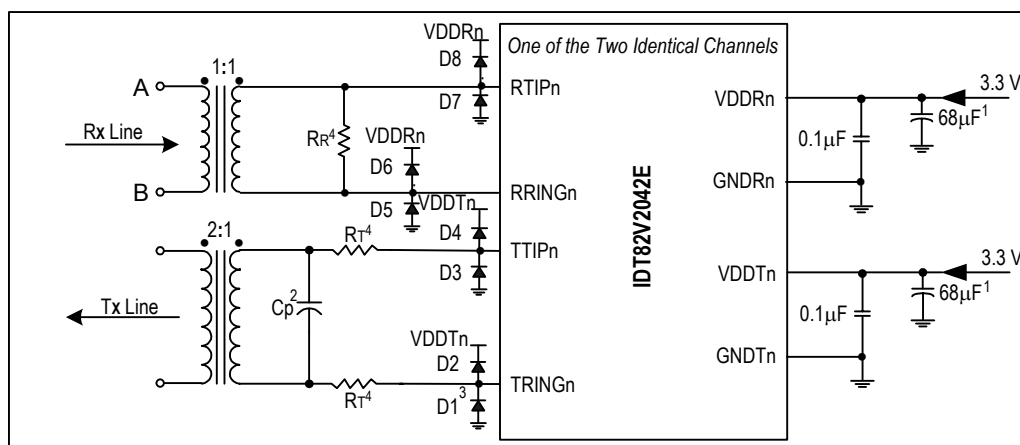 One of the Two Identical Channels
VDDRn
D8
1:1
A
RTIPn
D7
VDDRn
3.3 V
68µF1
Rx Line
RR4
VDDRn
D6
0.1µF
GNDRn
B
D5
RRINGn
VDDTn
2:1
RT4
D4
TTIPn
D3
IDT82V2042E
VDDTn
3.3 V
68µF1
Tx Line
Cp2
0.1µF
VDDTn
D2
GNDTn
TRINGn
RT4
D13